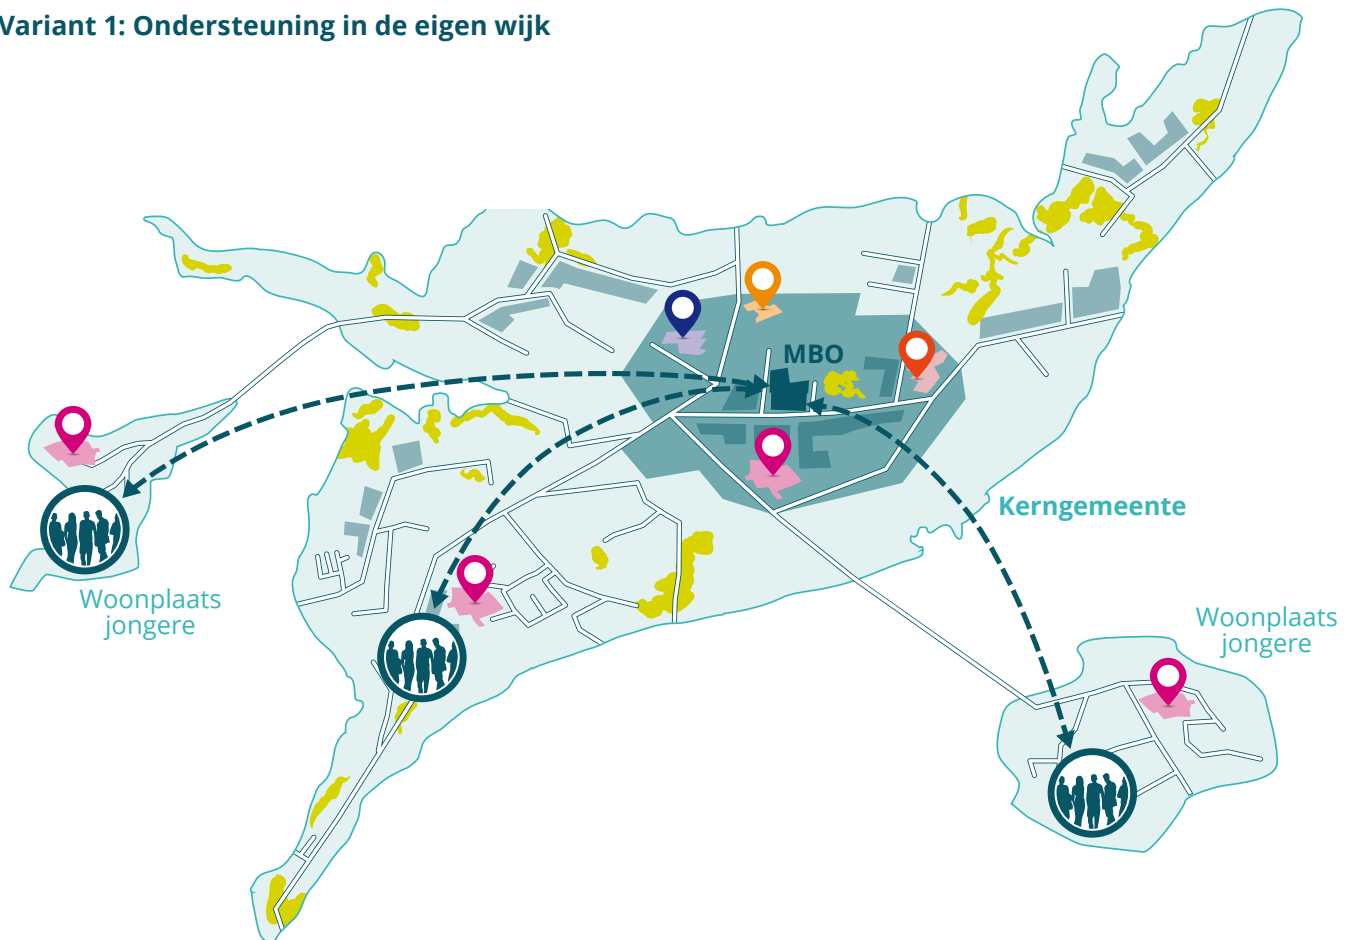 Variant 1: Ondersteuning in de eigen wijk
MBO
Kerngemeente
Woonplaats
jongere
Woonplaats
jongere